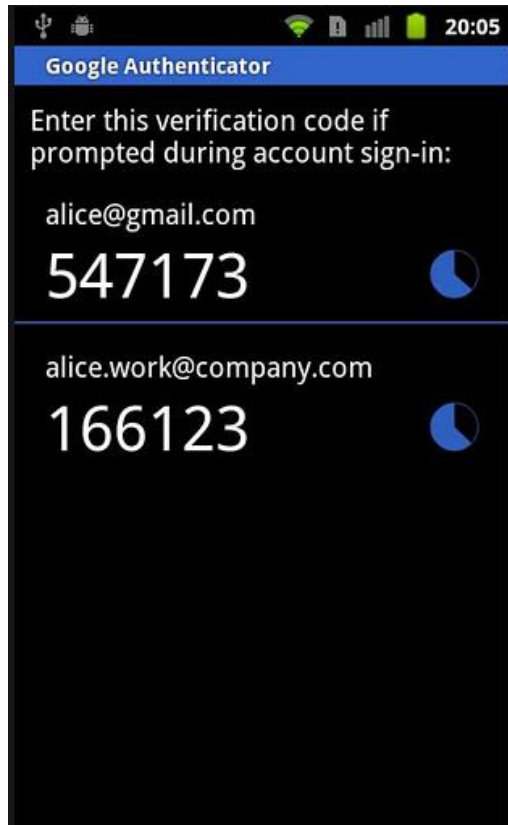 20:05
Google Authenticator
Enter this verification code if
prompted during account sign-in:
alice@gmail.com
547173
alice.work@company.com
166123